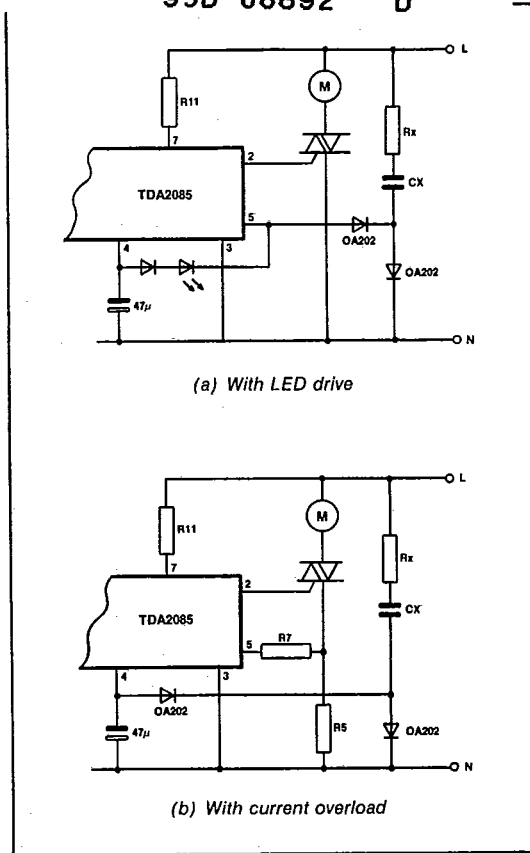 L
M
R11
Rx
7
2
CX
TDA2085
5
OA202
4
3
OA202
47μ
N
(a) With LED drive
L
R11
M
Rx
7
2
CX
TDA2085
R7
5
4
3
OA202
R5
OA202
47μ
N
(b) With current overload